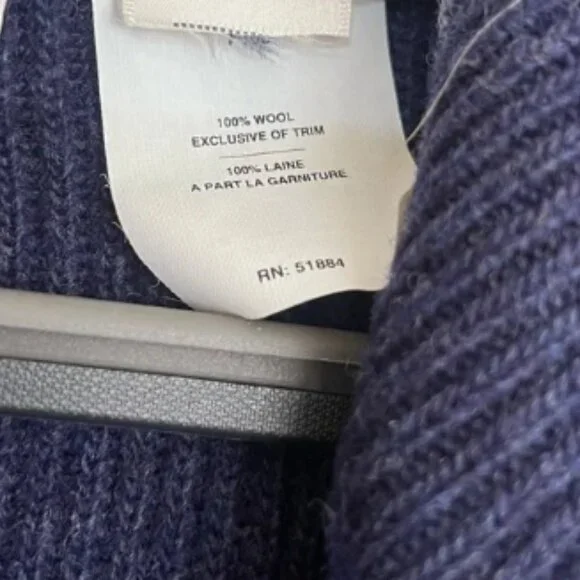 100% WOOL
EXCLUSIVE OF TRIM
100% LAINE
A PART LA GARNITURE
RN: 51884